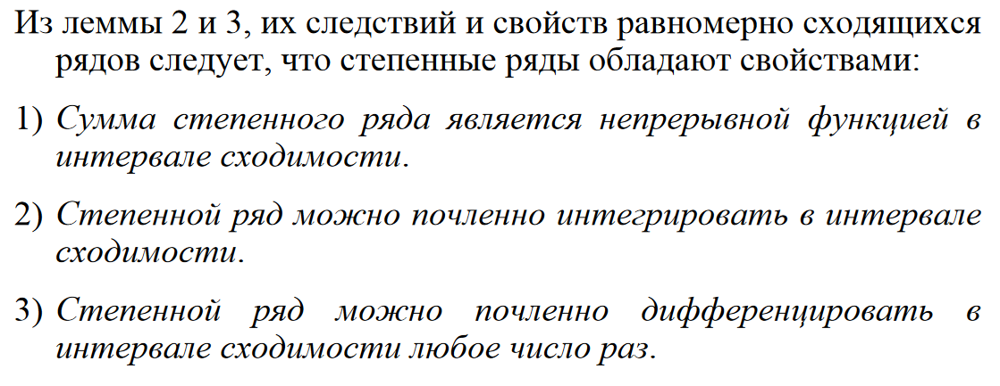 Из леммы 2 и 3, их следствий и свойств равномерно сходящихся
рядов следует, что степенные ряды обладают свойствами:
1) Сумма степенного ряда является непрерывной функцией в
интервале сходимости.
2) Степенной ряд можно почленно интегрировать в интервале
сходимости.
3) Степенной ряд можно почленно дифференцировать в
интервале сходимости любое число раз.